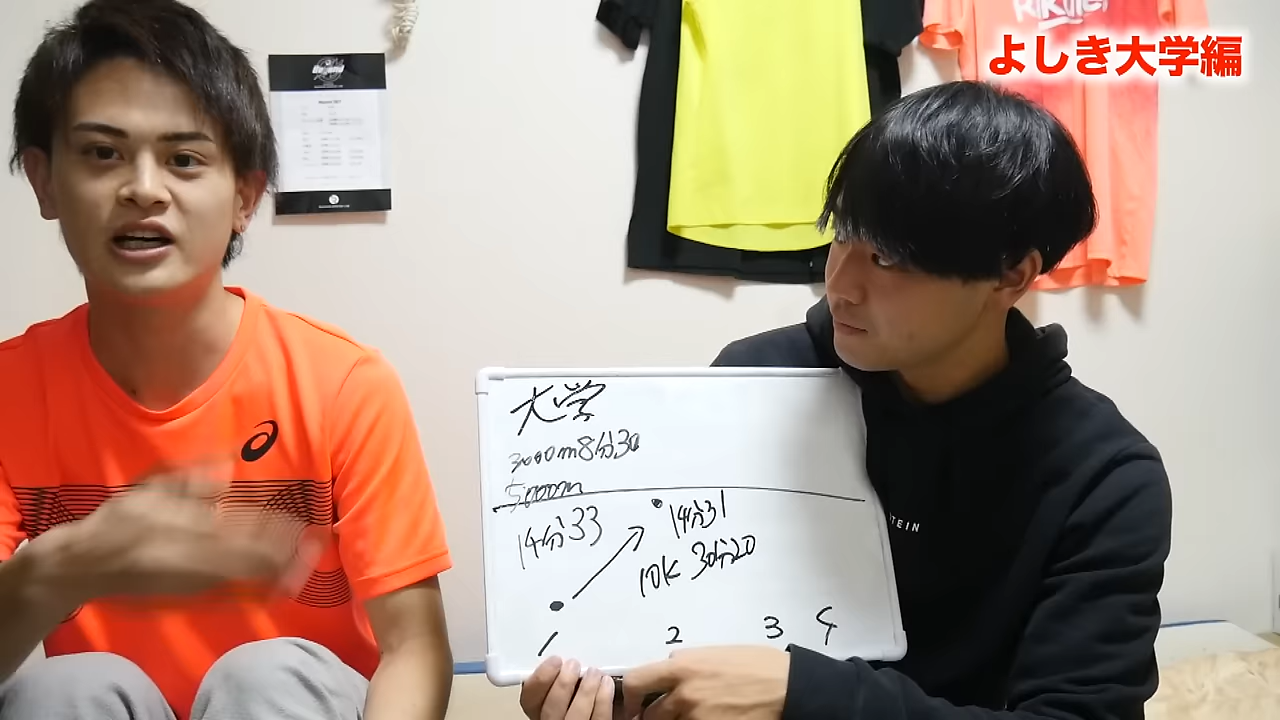 よしき大学編
Rakuten
大学
3000m8分30
5000m
14分33
14分31
10K 30分20
1 2 3 4
TEIN